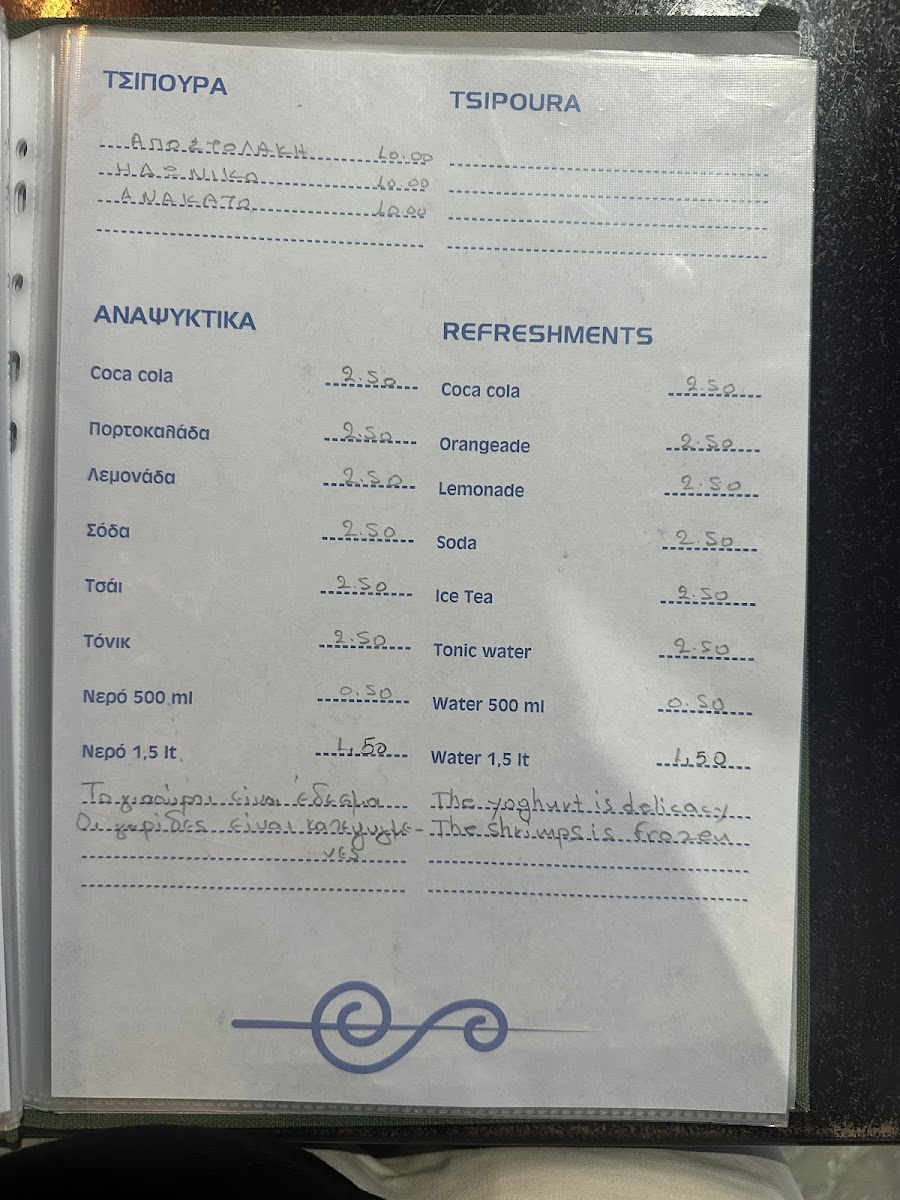 ΤΣΙΠΟΥΡΑ
ΑΠΟΣΤΟΛΑΚΗ 10.00
ΗΔΩΝΙΚΟ 10.00
ΑΝΑΚΑΤΟ 10.00
ΑΝΑΨΥΚΤΙΚΑ
Coca cola 2.50
Πορτοκαλάδα 2.50
Λεμονάδα 2.50
Σόδα 2.50
Τσάι 2.50
Τόνικ 2.50
Νερό 500 ml 0.50
Νερό 1,5 lt 1,50
Το γιαούρτι είναι έδεσμα
Οι γαρίδες είναι κατεψυγμέ-
νες
TSIPOURA
REFRESHMENTS
Coca cola 2.50
Orangeade 2.50
Lemonade 2.50
Soda 2.50
Ice Tea 2.50
Tonic water 2.50
Water 500 ml 0.50
Water 1,5 lt 1,50
The yoghurt is delicacy
The shrimps is frozen